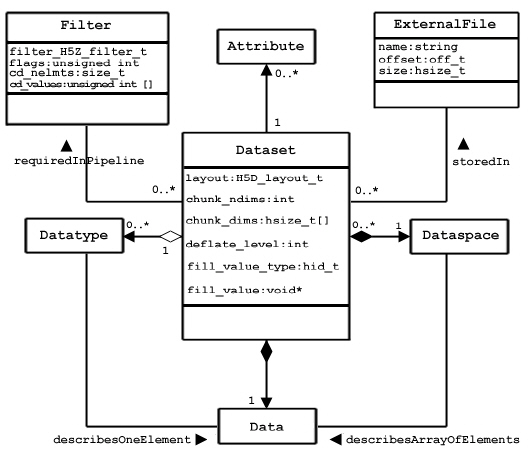 Filter
filter_H5Z_filter_t
flags:unsigned int
cd_nelmts:size_t
cd_values:unsigned int []
Attribute
ExternalFile
name:string
offset:off_t
size:hsize_t
0..*
1
requiredInPipeline
storedIn
Dataset
layout:H5D_layout_t
chunk_ndims:int
chunk_dims:hsize_t[]
deflate_level:int
fill_value_type:hid_t
fill_value:void*
0..*
0..*
Datatype
0..*
1
0..*
1
Dataspace
1
Data
describesOneElement
describesArrayOfElements